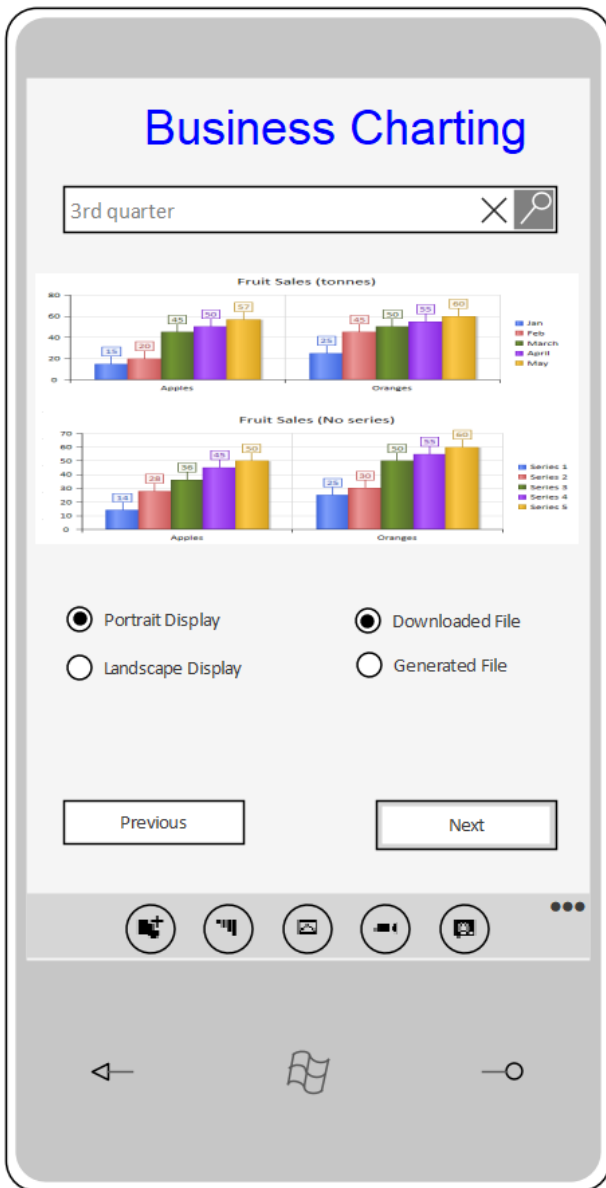 Business Charting
3rd quarter
Fruit Sales (tonnes)
80
60
40
20
0
15
20
45
50
57
25
45
50
55
60
Apples
Oranges
Jan
Feb
March
April
May
Fruit Sales (No series)
70
60
50
40
30
20
10
0
14
28
36
45
50
25
30
50
55
60
Apples
Oranges
Series 1
Series 2
Series 3
Series 4
Series 5
Portrait Display
Downloaded File
Landscape Display
Generated File
Previous
Next